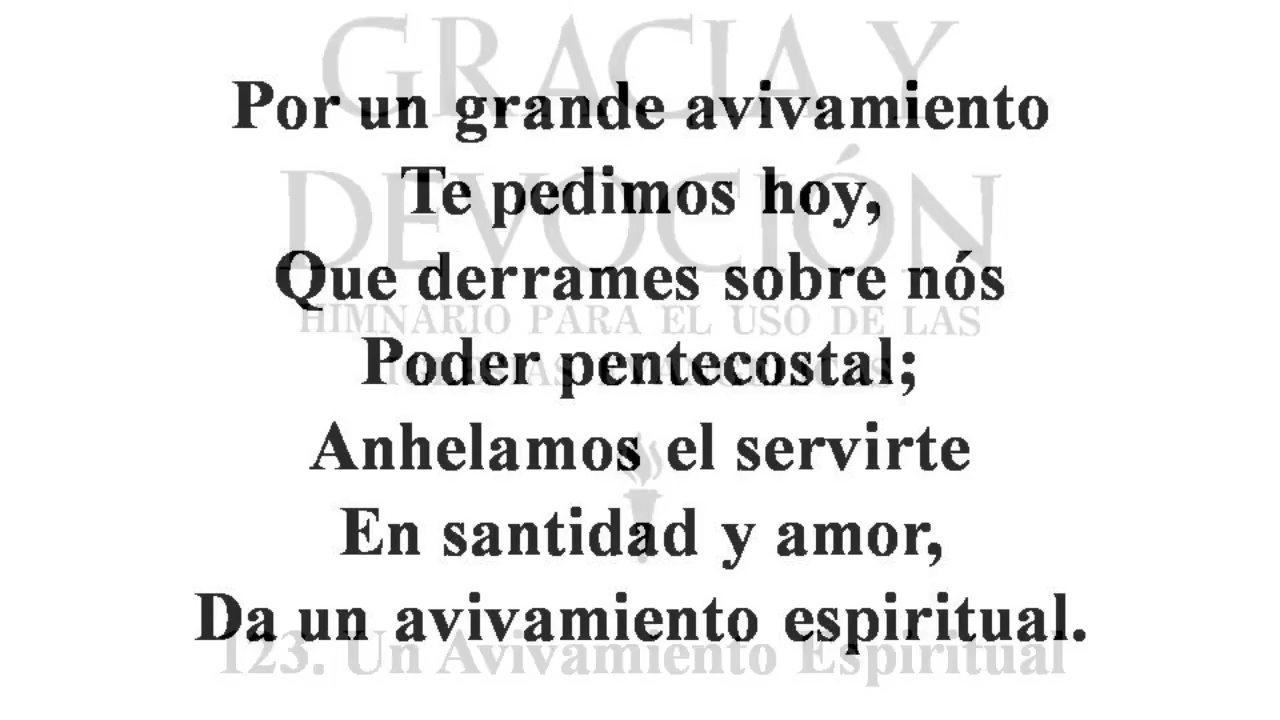 GRACIA Y
Por un grande avivamiento
DEVOCIÓN
Te pedimos hoy,
Que derrames sobre nós
HIMNARIO PARA EL USO DE LAS
Poder pentecostal;
Anhelamos el servirte
En santidad y amor,
Da un avivamiento espiritual.
123. Un Avivamiento Espiritual